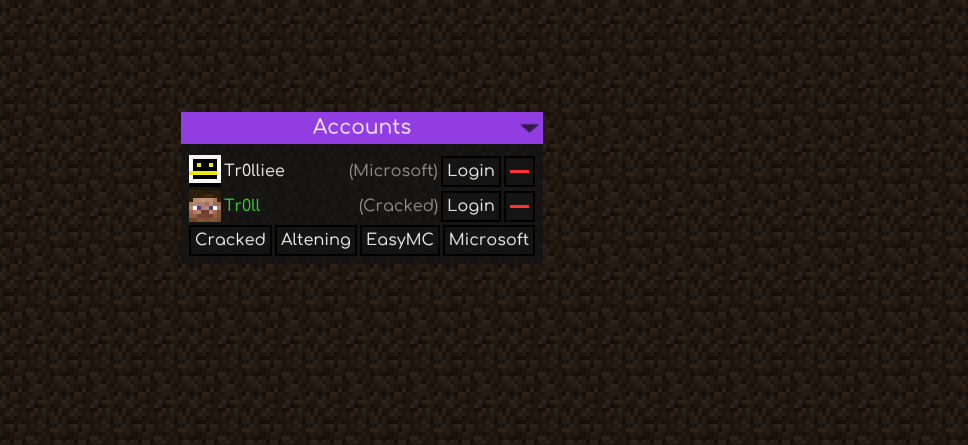 Accounts
Tr0lliee (Microsoft) Login
Tr0ll (Cracked) Login
Cracked Altening EasyMC Microsoft